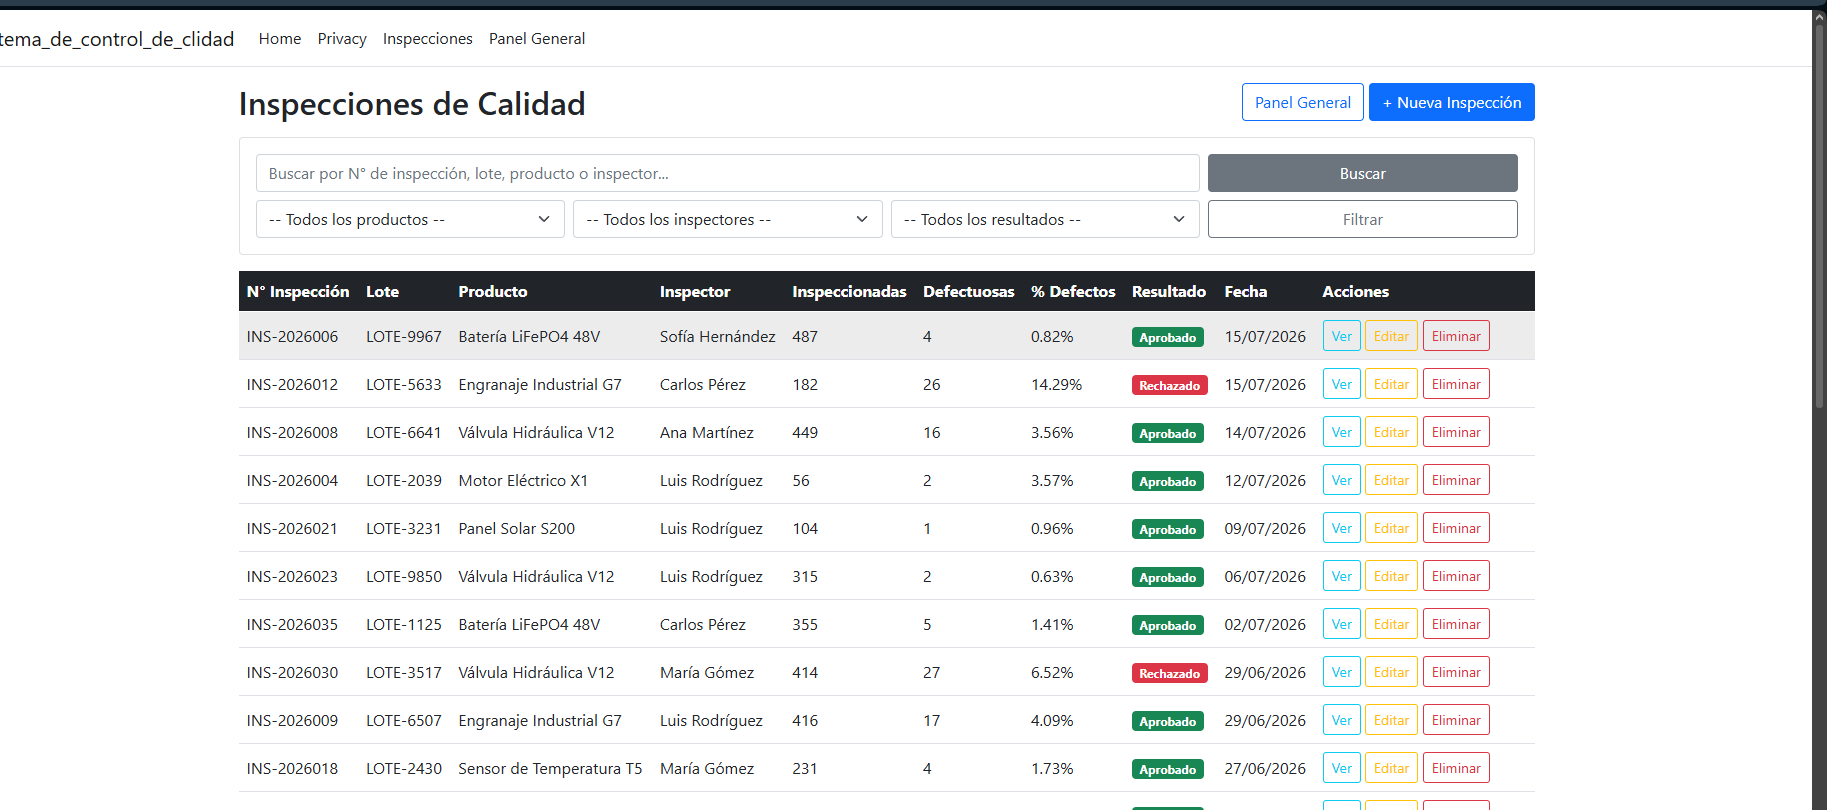 tema_de_control_de_clidad Home Privacy Inspecciones Panel General
Inspecciones de Calidad Panel General + Nueva Inspección
Buscar por N° de inspección, lote, producto o inspector... Buscar
-- Todos los productos -- -- Todos los inspectores -- -- Todos los resultados -- Filtrar
N° Inspección Lote Producto Inspector Inspeccionadas Defectuosas % Defectos Resultado Fecha Acciones
INS-2026006 LOTE-9967 Batería LiFePO4 48V Sofía Hernández 487 4 0.82% Aprobado 15/07/2026 Ver Editar Eliminar
INS-2026012 LOTE-5633 Engranaje Industrial G7 Carlos Pérez 182 26 14.29% Rechazado 15/07/2026 Ver Editar Eliminar
INS-2026008 LOTE-6641 Válvula Hidráulica V12 Ana Martínez 449 16 3.56% Aprobado 14/07/2026 Ver Editar Eliminar
INS-2026004 LOTE-2039 Motor Eléctrico X1 Luis Rodríguez 56 2 3.57% Aprobado 12/07/2026 Ver Editar Eliminar
INS-2026021 LOTE-3231 Panel Solar S200 Luis Rodríguez 104 1 0.96% Aprobado 09/07/2026 Ver Editar Eliminar
INS-2026023 LOTE-9850 Válvula Hidráulica V12 Luis Rodríguez 315 2 0.63% Aprobado 06/07/2026 Ver Editar Eliminar
INS-2026035 LOTE-1125 Batería LiFePO4 48V Carlos Pérez 355 5 1.41% Aprobado 02/07/2026 Ver Editar Eliminar
INS-2026030 LOTE-3517 Válvula Hidráulica V12 María Gómez 414 27 6.52% Rechazado 29/06/2026 Ver Editar Eliminar
INS-2026009 LOTE-6507 Engranaje Industrial G7 Luis Rodríguez 416 17 4.09% Aprobado 29/06/2026 Ver Editar Eliminar
INS-2026018 LOTE-2430 Sensor de Temperatura T5 María Gómez 231 4 1.73% Aprobado 27/06/2026 Ver Editar Eliminar